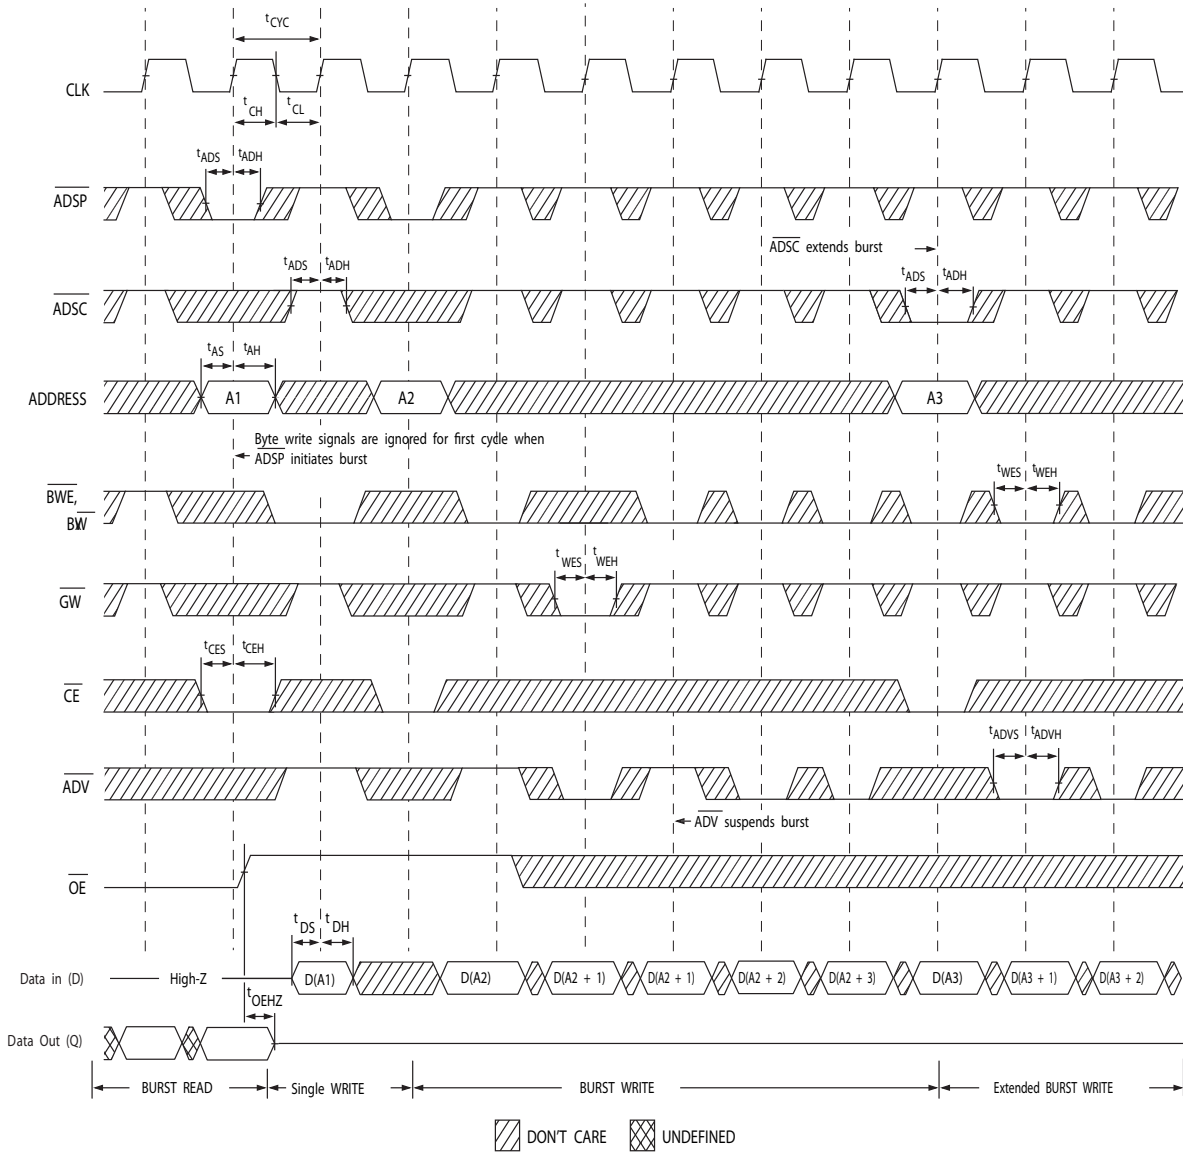 tCYC
CLK
tCH
tCL
tADS
tADH
ADSP
ADSC extends burst
tADS
tADH
tADS
tADH
ADSC
tAS
tAH
ADDRESS
A1
A2
A3
Byte write signals are ignored for first cycle when
ADSP initiates burst
tWES
tWEH
BWE,
BW
tWES
tWEH
GW
tCES
tCEH
CE
tADVS
tADVH
ADV
ADV suspends burst
OE
tDS
tDH
Data in (D)
High-Z
D(A1)
D(A2)
D(A2 + 1)
D(A2 + 1)
D(A2 + 2)
D(A2 + 3)
D(A3)
D(A3 + 1)
D(A3 + 2)
tOEHZ
Data Out (Q)
BURST READ
Single WRITE
BURST WRITE
Extended BURST WRITE
DON'T CARE
UNDEFINED